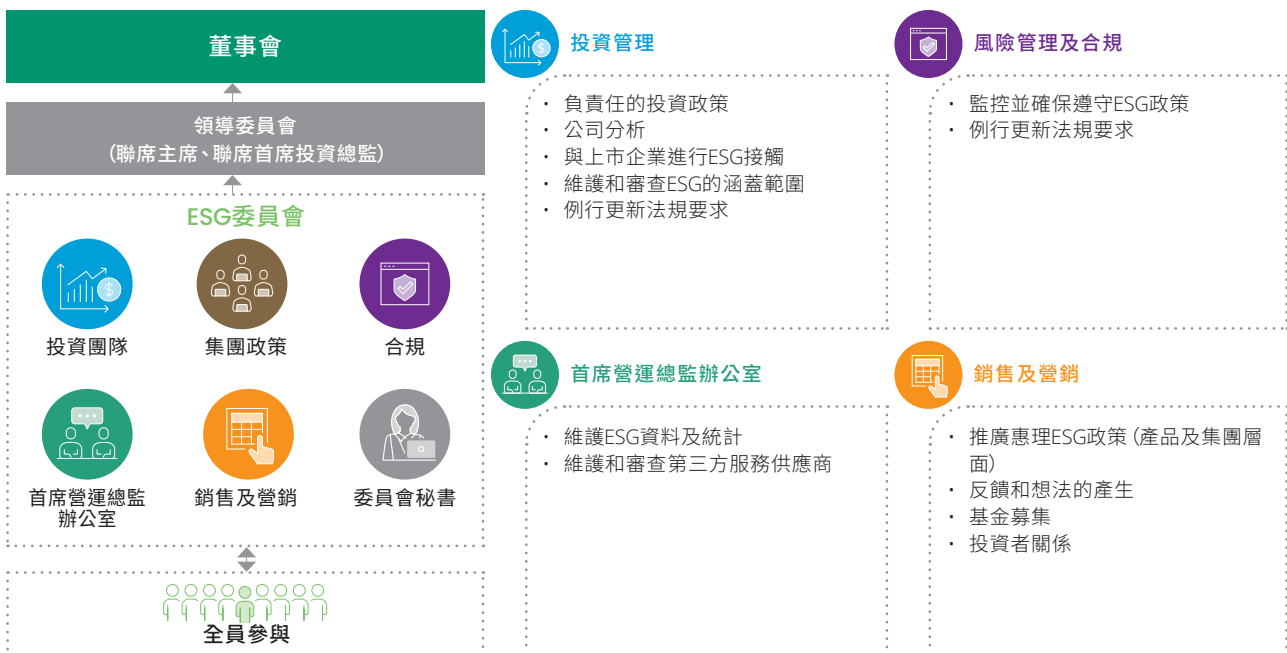 董事會
領導委員會
(聯席主席、聯席首席投資總監)
ESG委員會
投資團隊
集團政策
合規
首席營運總監
辦公室
銷售及營銷
委員會秘書
全員參與
投資管理
· 負責任的投資政策
· 公司分析
· 與上市企業進行ESG接觸
· 維護和審查ESG的涵蓋範圍
· 例行更新法規要求
風險管理及合規
· 監控並確保遵守ESG政策
· 例行更新法規要求
首席營運總監辦公室
· 維護ESG資料及統計
· 維護和審查第三方服務供應商
銷售及營銷
· 推廣惠理ESG政策 (產品及集團層
面)
· 反饋和想法的產生
· 基金募集
· 投資者關係